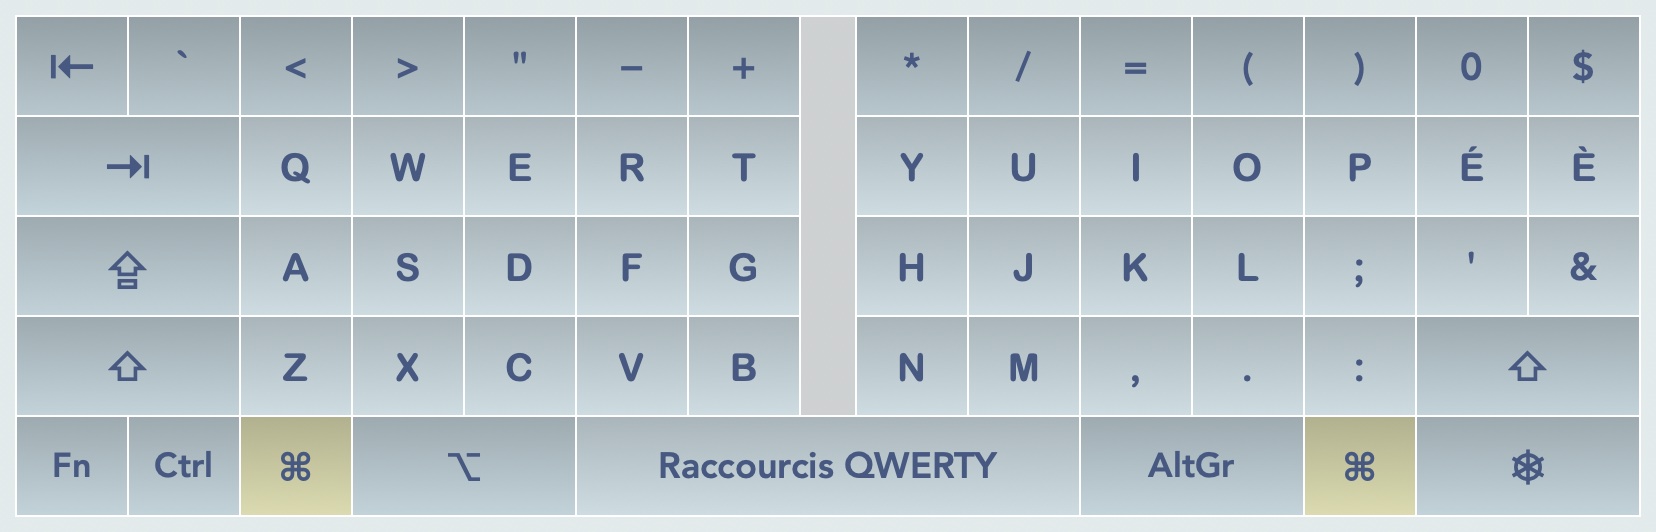 ⇤ ` < > " − + * / = ( ) 0 $
⇥ Q W E R T Y U I O P É È
⇪ A S D F G H J K L ; ' &
⇧ Z X C V B N M , . : ⇧
Fn Ctrl ⌘ ⌥ Raccourcis QWERTY AltGr ⌘ ⎈